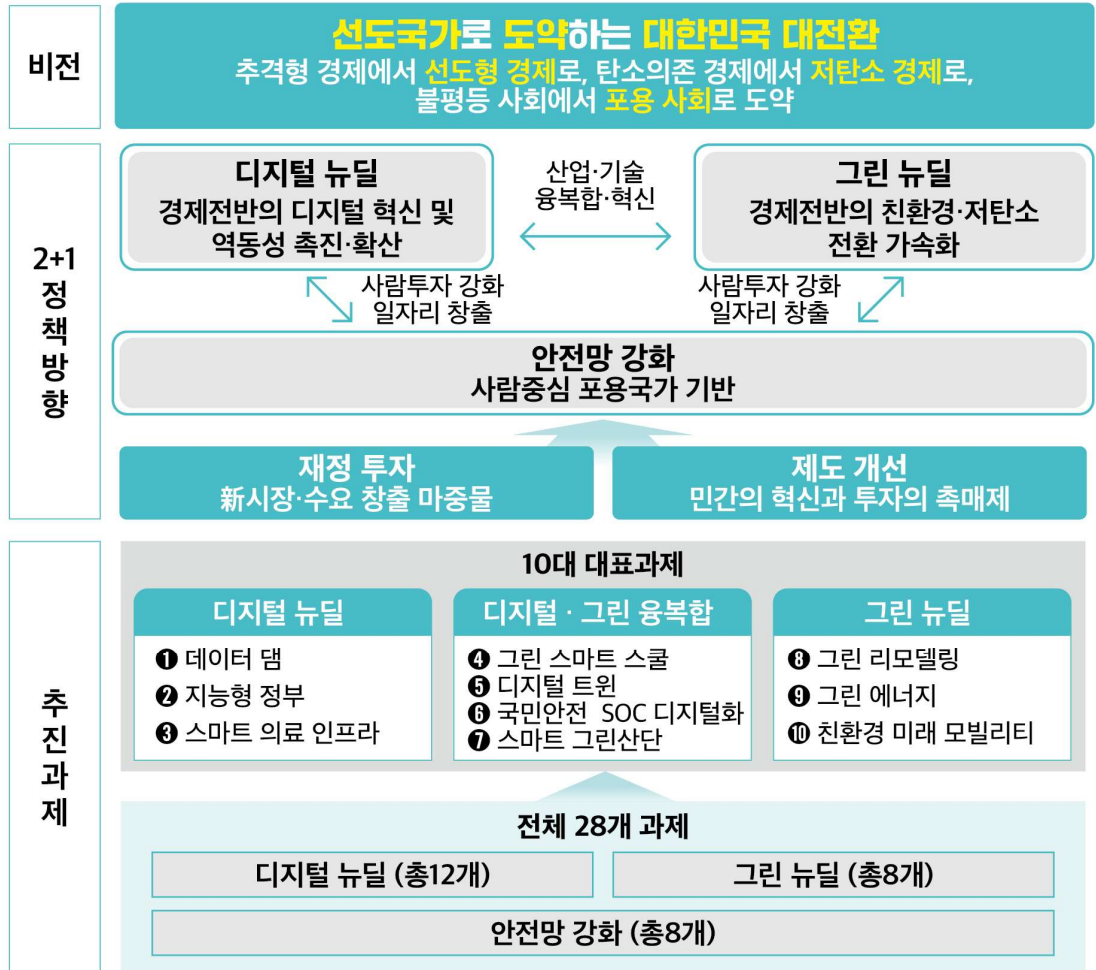 비전
선도국가로 도약하는 대한민국 대전환
추격형 경제에서 선도형 경제로, 탄소의존 경제에서 저탄소 경제로,
불평등 사회에서 포용 사회로 도약
2+1
정
책
방
향
디지털 뉴딜
경제전반의 디지털 혁신 및
역동성 촉진·확산
산업·기술
융복합·혁신
그린 뉴딜
경제전반의 친환경·저탄소
전환 가속화
사람투자 강화
일자리 창출
사람투자 강화
일자리 창출
안전망 강화
사람중심 포용국가 기반
재정 투자
新시장·수요 창출 마중물
제도 개선
민간의 혁신과 투자의 촉매제
추
진
과
제
10대 대표과제
디지털 뉴딜
❶ 데이터 댐
❷ 지능형 정부
❸ 스마트 의료 인프라
디지털 · 그린 융복합
❹ 그린 스마트 스쿨
❺ 디지털 트윈
❻ 국민안전 SOC 디지털화
❼ 스마트 그린산단
그린 뉴딜
❽ 그린 리모델링
❾ 그린 에너지
❿ 친환경 미래 모빌리티
전체 28개 과제
디지털 뉴딜 (총12개)
그린 뉴딜 (총8개)
안전망 강화 (총8개)